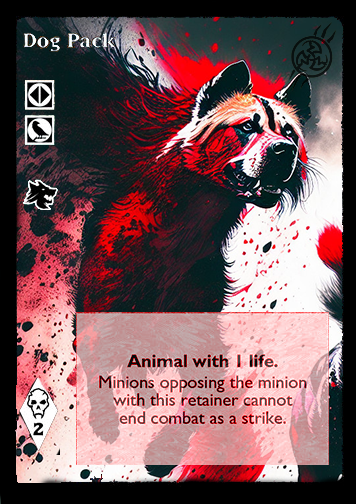 Dog Pack
Animal with 1 life.
Minions opposing the minion
with this retainer cannot
end combat as a strike.
2